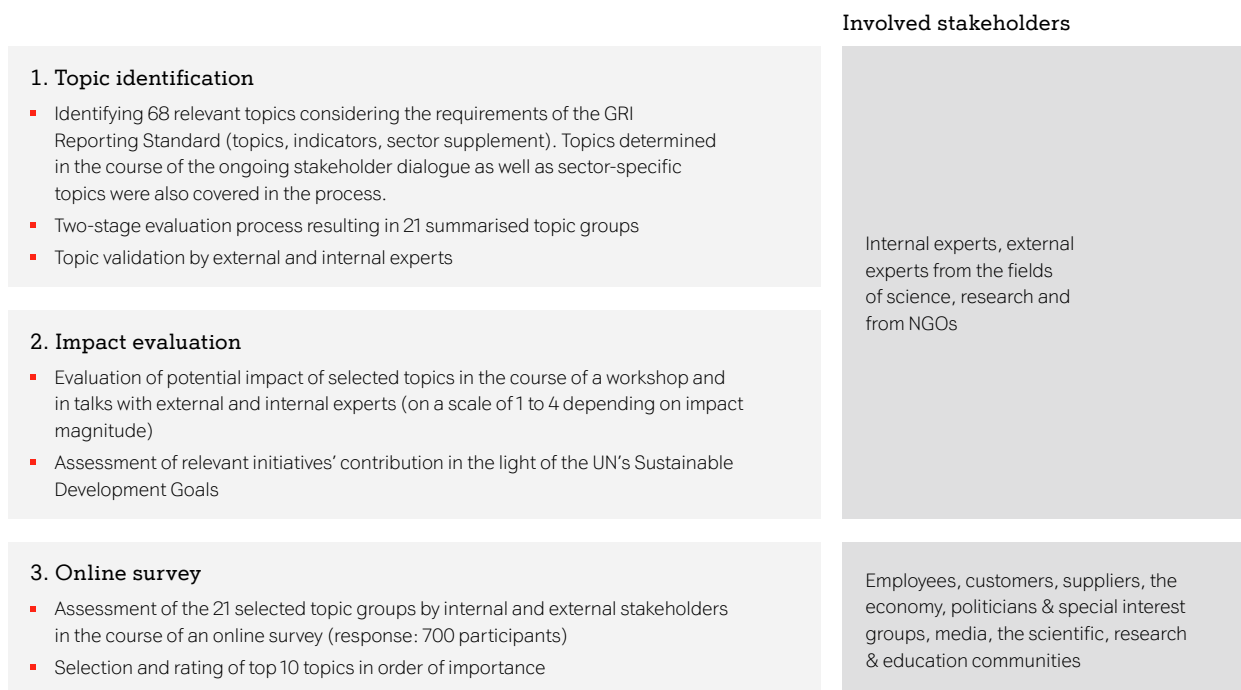 Involved stakeholders
1. Topic identification
▪ Identifying 68 relevant topics considering the requirements of the GRI
Reporting Standard (topics, indicators, sector supplement). Topics determined
in the course of the ongoing stakeholder dialogue as well as sector-specific
topics were also covered in the process.
▪ Two-stage evaluation process resulting in 21 summarised topic groups
▪ Topic validation by external and internal experts
2. Impact evaluation
▪ Evaluation of potential impact of selected topics in the course of a workshop and
in talks with external and internal experts (on a scale of 1 to 4 depending on impact
magnitude)
▪ Assessment of relevant initiatives’ contribution in the light of the UN’s Sustainable
Development Goals
Internal experts, external
experts from the fields
of science, research and
from NGOs
3. Online survey
▪ Assessment of the 21 selected topic groups by internal and external stakeholders
in the course of an online survey (response: 700 participants)
▪ Selection and rating of top 10 topics in order of importance
Employees, customers, suppliers, the
economy, politicians & special interest
groups, media, the scientific, research
& education communities